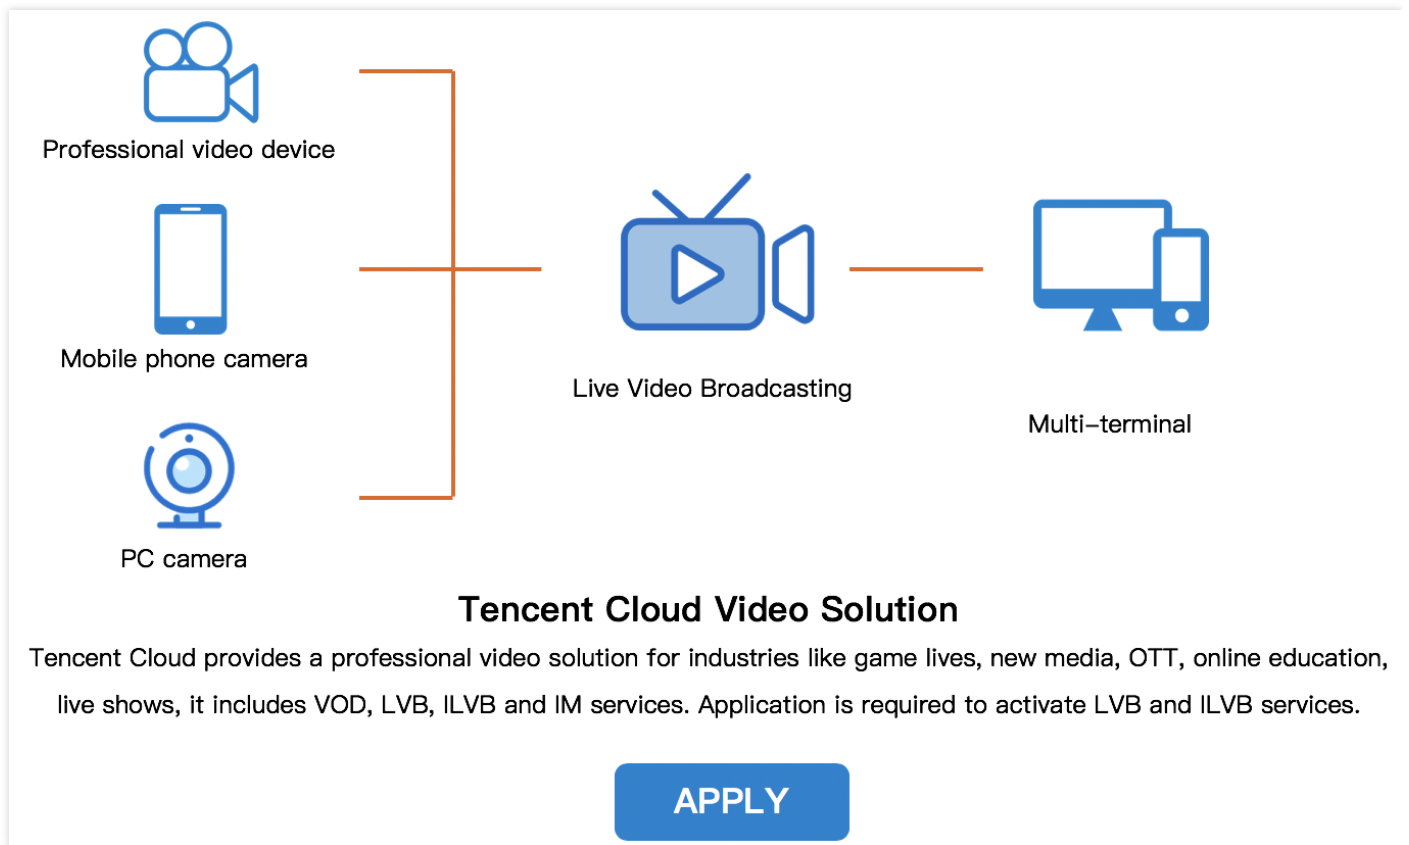 Professional video device
Mobile phone camera
PC camera
Live Video Broadcasting
Multi-terminal
Tencent Cloud Video Solution
Tencent Cloud provides a professional video solution for industries like game lives, new media, OTT, online education,
live shows, it includes VOD, LVB, ILVB and IM services. Application is required to activate LVB and ILVB services.
APPLY